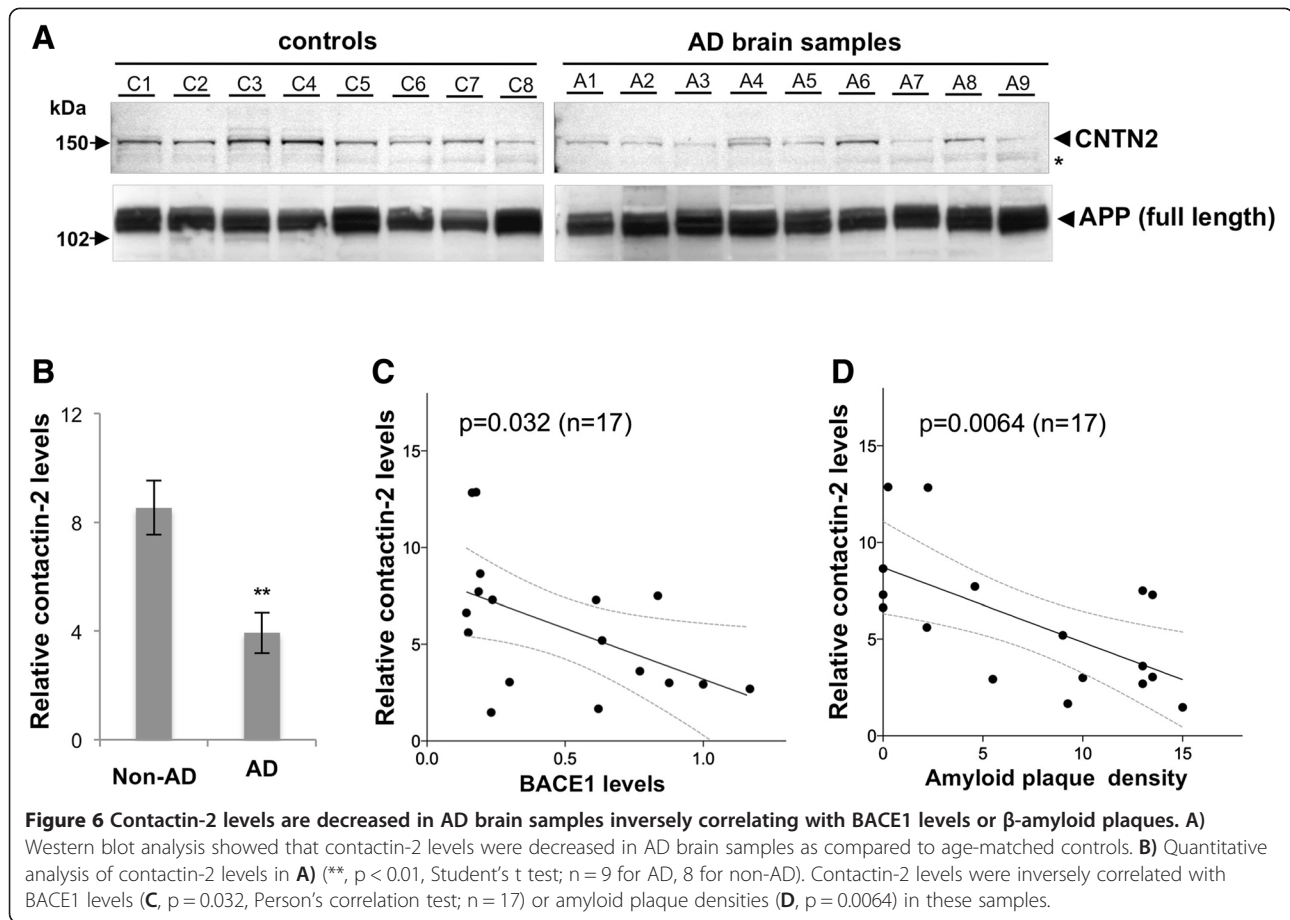 A
controls
AD brain samples
C1 C2 C3 C4 C5 C6 C7 C8
A1 A2 A3 A4 A5 A6 A7 A8 A9
kDa
150
CNTN2
*
102
APP (full length)
B
Relative contactin-2 levels
12
8
4
0
**
Non-AD
AD
C
Relative contactin-2 levels
p=0.032 (n=17)
15
10
5
0
0.0
0.5
1.0
BACE1 levels
D
Relative contactin-2 levels
p=0.0064 (n=17)
15
10
5
0
0
5
10
15
Amyloid plaque density
Figure 6 Contactin-2 levels are decreased in AD brain samples inversely correlating with BACE1 levels or β-amyloid plaques. A)
Western blot analysis showed that contactin-2 levels were decreased in AD brain samples as compared to age-matched controls. B) Quantitative
analysis of contactin-2 levels in A) (**, p < 0.01, Student's t test; n = 9 for AD, 8 for non-AD). Contactin-2 levels were inversely correlated with
BACE1 levels (C, p = 0.032, Person's correlation test; n = 17) or amyloid plaque densities (D, p = 0.0064) in these samples.